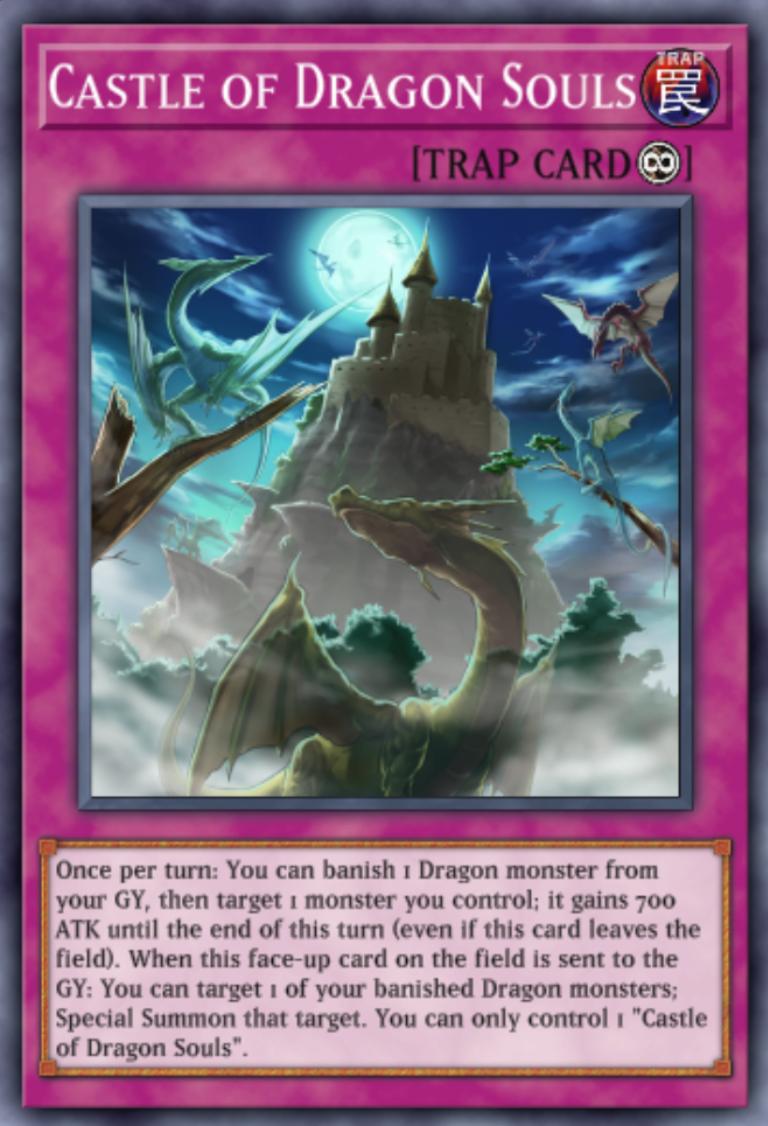 CASTLE OF DRAGON SOULS
TRAP
罠
[TRAP CARD]
Once per turn: You can banish 1 Dragon monster from
your GY, then target 1 monster you control; it gains 700
ATK until the end of this turn (even if this card leaves the
field). When this face-up card on the field is sent to the
GY: You can target 1 of your banished Dragon monsters;
Special Summon that target. You can only control 1 "Castle
of Dragon Souls".